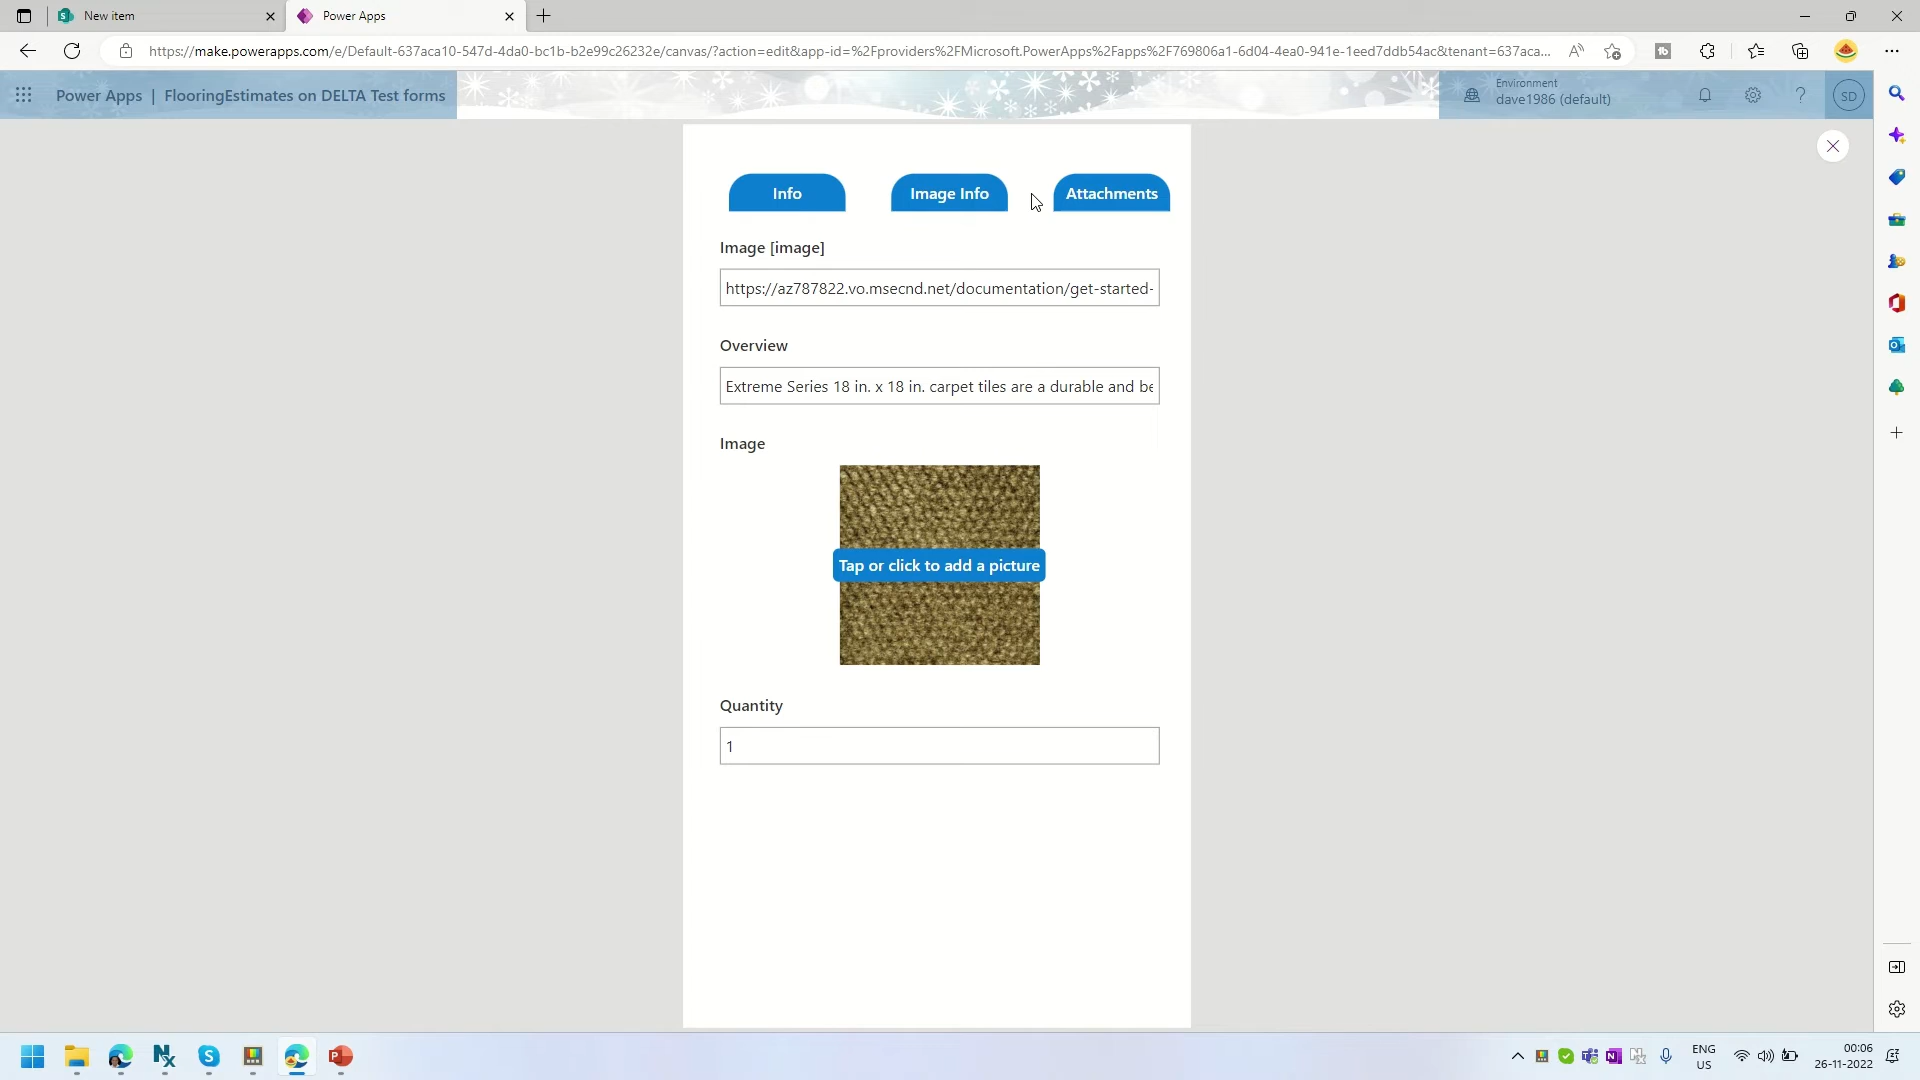 New item
Power Apps
https://make.powerapps.com/e/Default-637aca10-547d-4da0-bc1b-b2e99c26232e/canvas/?action=edit&app-id=%2Fproviders%2FMicrosoft.PowerApps%2Fapps%2F769806a1-6d04-4ea0-941e-1eed7ddb54ac&tenant=637aca...
Power Apps | FlooringEstimates on DELTA Test forms
Environment
dave1986 (default)
SD
Info
Image Info
Attachments
Image [image]
https://az787822.vo.msecnd.net/documentation/get-started-
Overview
Extreme Series 18 in. x 18 in. carpet tiles are a durable and be
Image
Tap or click to add a picture
Quantity
1
ENG
US
00:06
26-11-2022